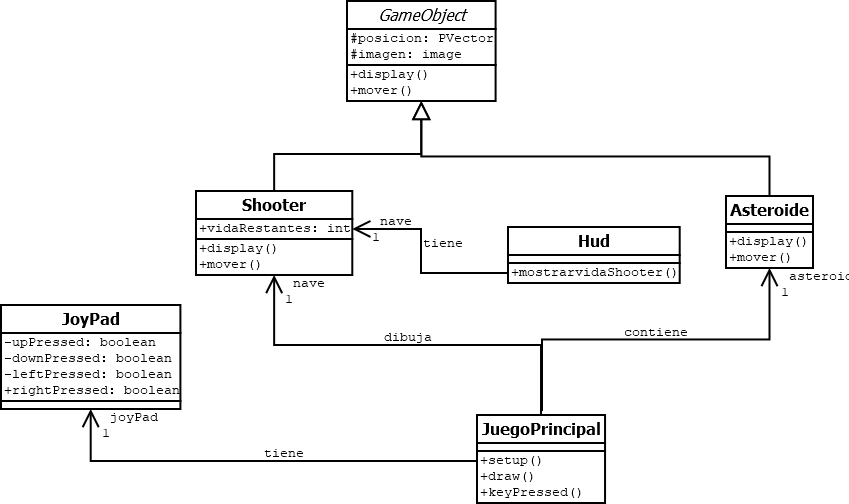 GameObject
#posicion: PVector
#imagen: image
+display()
+mover()
Shooter
+vidaRestantes: int
+display()
+mover()
nave
1
tiene
Hud
+mostrarvidaShooter()
Asteroide
+display()
+mover()
asteroid
1
nave
1
JoyPad
-upPressed: boolean
-downPressed: boolean
-leftPressed: boolean
+rightPressed: boolean
dibuja
contiene
joyPad
1
tiene
JuegoPrincipal
+setup()
+draw()
+keyPressed()